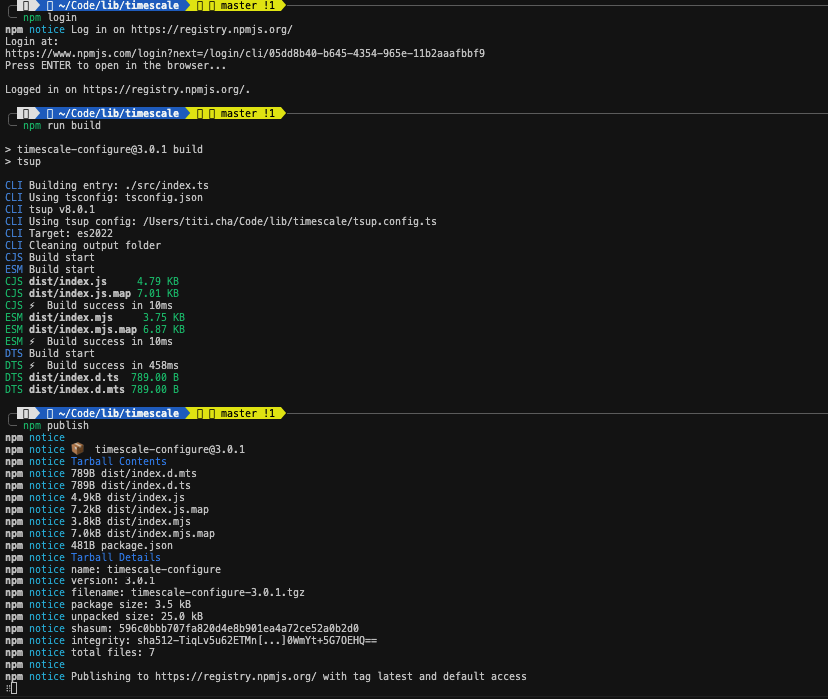 ~/Code/lib/timescale master !1
npm login
npm notice Log in on https://registry.npmjs.org/
Login at:
https://www.npmjs.com/login?next=/login/cli/05dd8b40-b645-4354-965e-11b2aaafbbf9
Press ENTER to open in the browser...
Logged in on https://registry.npmjs.org/.
~/Code/lib/timescale master !1
npm run build
> timescale-configure@3.0.1 build
> tsup
CLI Building entry: ./src/index.ts
CLI Using tsconfig: tsconfig.json
CLI tsup v8.0.1
CLI Using tsup config: /Users/titi.cha/Code/lib/timescale/tsup.config.ts
CLI Target: es2022
CLI Cleaning output folder
CJS Build start
ESM Build start
CJS dist/index.js     4.79 KB
CJS dist/index.js.map 7.01 KB
CJS ⚡ Build success in 10ms
ESM dist/index.mjs     3.75 KB
ESM dist/index.mjs.map 6.87 KB
ESM ⚡ Build success in 10ms
DTS Build start
DTS ⚡ Build success in 458ms
DTS dist/index.d.ts  789.00 B
DTS dist/index.d.mts 789.00 B
~/Code/lib/timescale master !1
npm publish
npm notice
npm notice 📦 timescale-configure@3.0.1
npm notice Tarball Contents
npm notice 789B dist/index.d.mts
npm notice 789B dist/index.d.ts
npm notice 4.9kB dist/index.js
npm notice 7.2kB dist/index.js.map
npm notice 3.8kB dist/index.mjs
npm notice 7.0kB dist/index.mjs.map
npm notice 481B package.json
npm notice Tarball Details
npm notice name: timescale-configure
npm notice version: 3.0.1
npm notice filename: timescale-configure-3.0.1.tgz
npm notice package size: 3.5 kB
npm notice unpacked size: 25.0 kB
npm notice shasum: 596c0bbb707fa820d4e8b901ea4a72ce52a0b2d0
npm notice integrity: sha512-TiqLv5u62ETMn[...]0WmYt+5G7OEHQ==
npm notice total files: 7
npm notice
npm notice Publishing to https://registry.npmjs.org/ with tag latest and default access